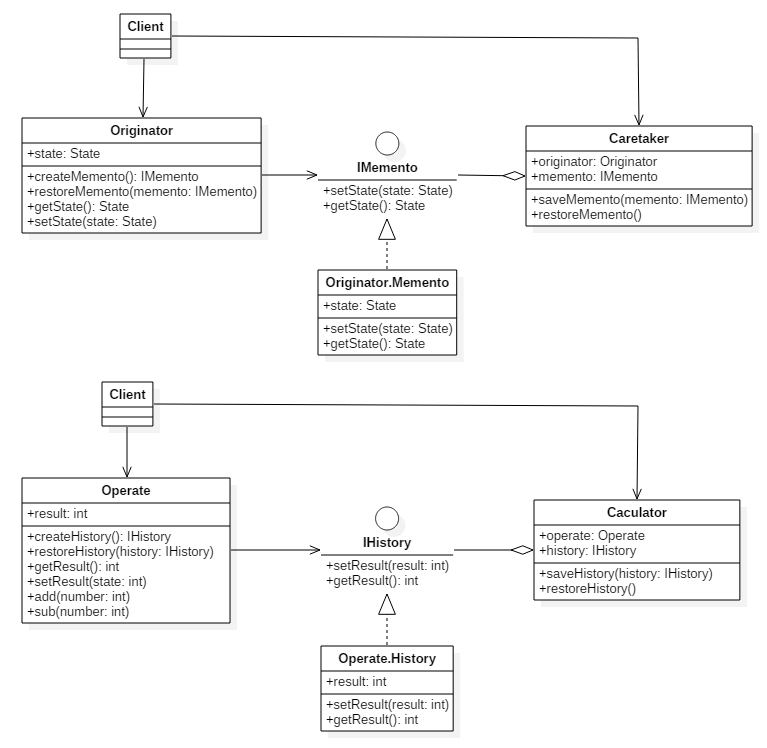 Client
Originator
+state: State
+createMemento(): IMemento
+restoreMemento(memento: IMemento)
+getState(): State
+setState(state: State)
IMemento
+setState(state: State)
+getState(): State
Caretaker
+originator: Originator
+memento: IMemento
+saveMemento(memento: IMemento)
+restoreMemento()
Originator.Memento
+state: State
+setState(state: State)
+getState(): State
Client
Operate
+result: int
+createHistory(): IHistory
+restoreHistory(history: IHistory)
+getResult(): int
+setResult(state: int)
+add(number: int)
+sub(number: int)
IHistory
+setResult(result: int)
+getResult(): int
Caculator
+operate: Operate
+history: IHistory
+saveHistory(history: IHistory)
+restoreHistory()
Operate.History
+result: int
+setResult(result: int)
+getResult(): int